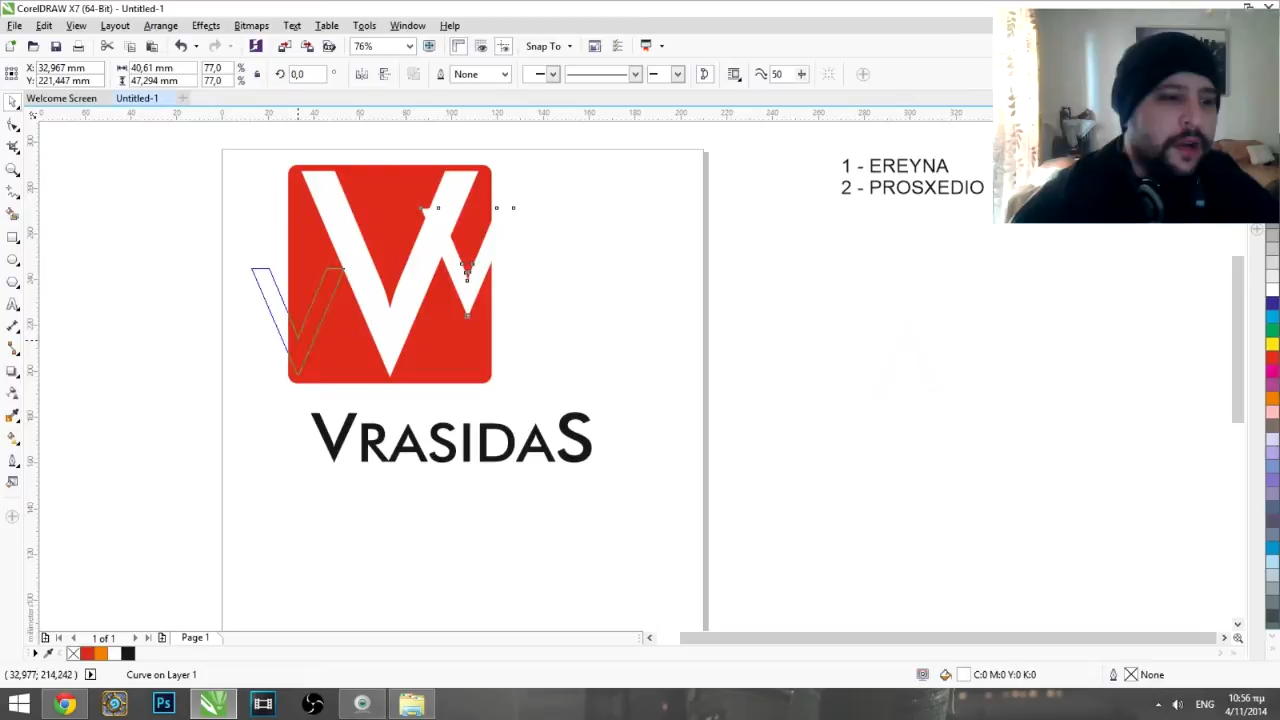 CorelDRAW X7 (64-Bit) - Untitled-1
File Edit View Layout Arrange Effects Bitmaps Text Table Tools Window Help
76% Snap To
X: 32,967 mm 40,61 mm 77,0 %
Y: 221,447 mm 47,294 mm 77,0 %
0,0 ° None 50
Welcome Screen Untitled-1
1 - EREYNA
2 - PROSXEDIO
VRASIDAS
1 of 1 Page 1
(32,977; 214,242) Curve on Layer 1 C:0 M:0 Y:0 K:0 None
Ps ENG 10:56 πμ
4/11/2014